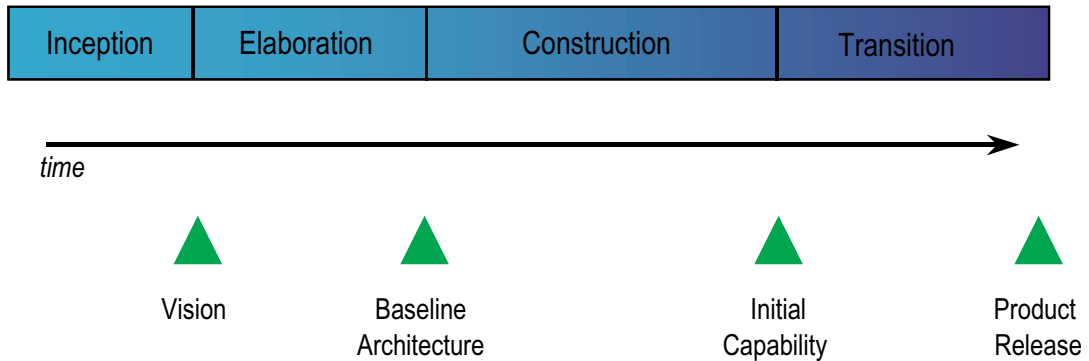 Inception Elaboration Construction Transition
time
Vision Baseline Initial Product
Architecture Capability Release